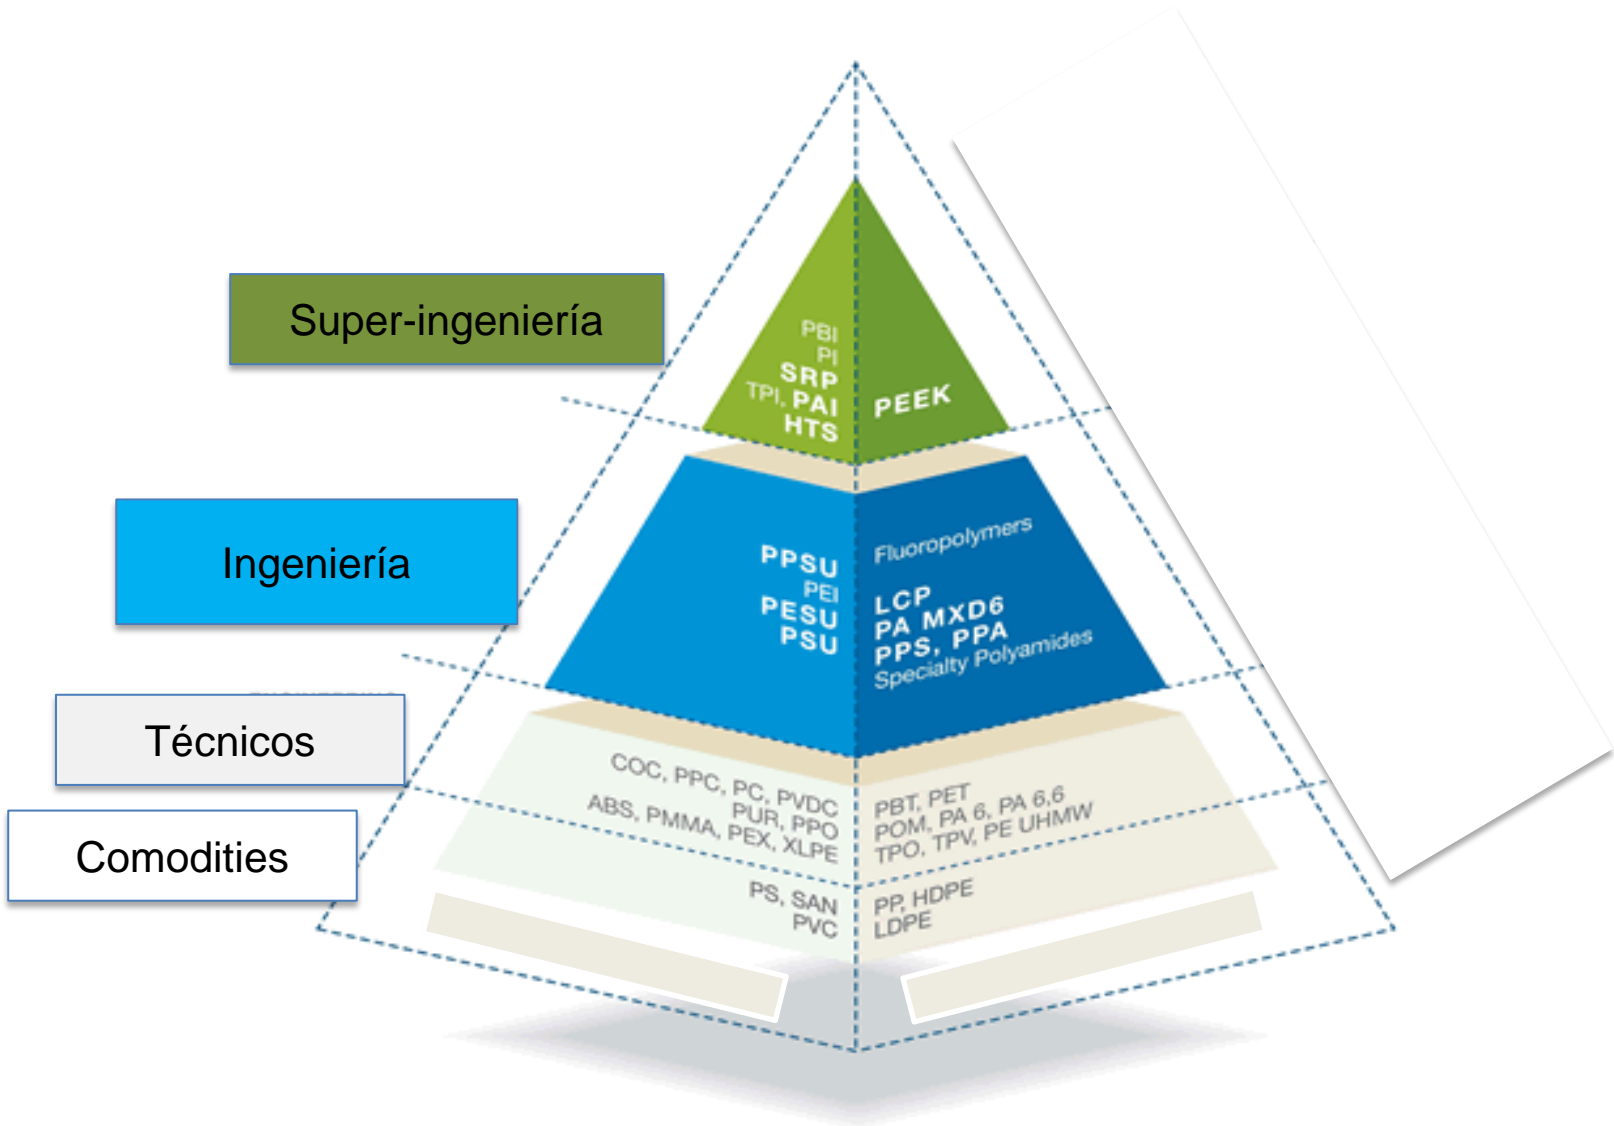 Super-ingeniería
PBI
PI
SRP
TPI, PAI
HTS
PEEK
Ingeniería
PPSU
PEI
PESU
PSU
Fluoropolymers
LCP
PA MXD6
PPS, PPA
Specialty Polyamides
Técnicos
COC, PPC, PC, PVDC
PUR, PPO
ABS, PMMA, PEX, XLPE
PBT, PET
POM, PA 6, PA 6,6
TPO, TPV, PE UHMW
Comodities
PS, SAN
PVC
PP, HDPE
LDPE